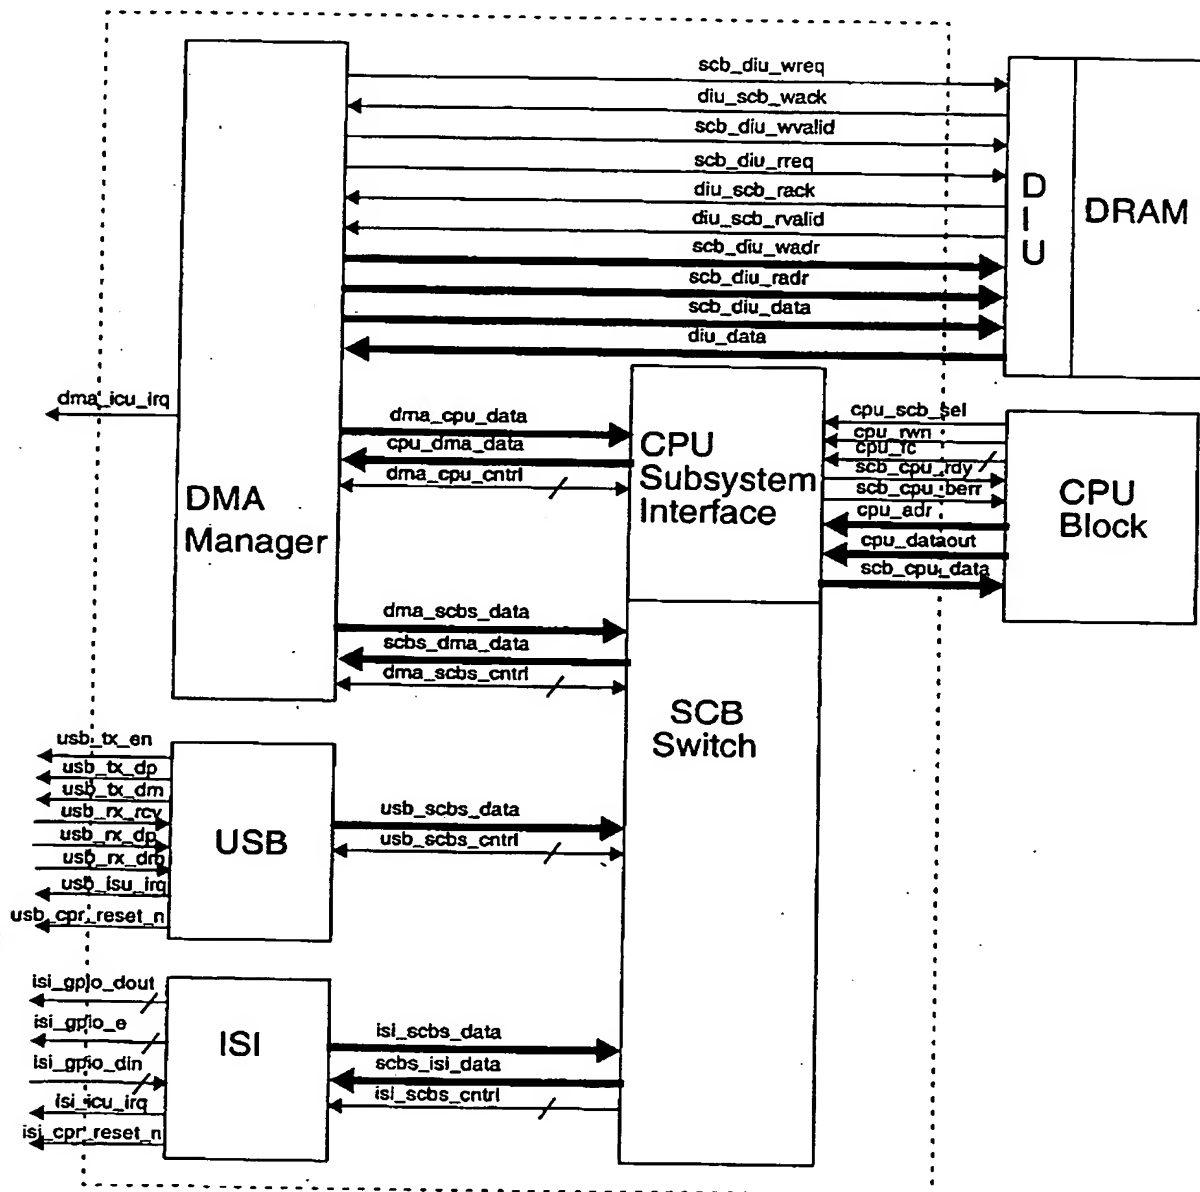 scb_diu_wreq
diu_scb_wack
scb_diu_wvalid
scb_diu_rreq
diu_scb_rack
diu_scb_rvalid
scb_diu_wadr
scb_diu_radr
scb_diu_data
diu_data
D
I
U
DRAM
dma_icu_irq
DMA
Manager
dma_cpu_data
cpu_dma_data
dma_cpu_cntrl
CPU
Subsystem
Interface
cpu_scb_sel
cpu_rwn
cpu_fc
scb_cpu_rdy
scb_cpu_berr
cpu_adr
cpu_dataout
scb_cpu_data
CPU
Block
dma_scbs_data
scbs_dma_data
dma_scbs_cntrl
SCB
Switch
usb_tx_en
usb_tx_dp
usb_tx_dm
usb_rx_rcv
usb_rx_dp
usb_rx_dm
usb_isu_irq
usb_cpr_reset_n
USB
usb_scbs_data
usb_scbs_cntrl
isi_gpio_dout
isi_gpio_e
isi_gpio_din
isi_icu_irq
isi_cpr_reset_n
ISI
isi_scbs_data
scbs_isi_data
isi_scbs_cntrl